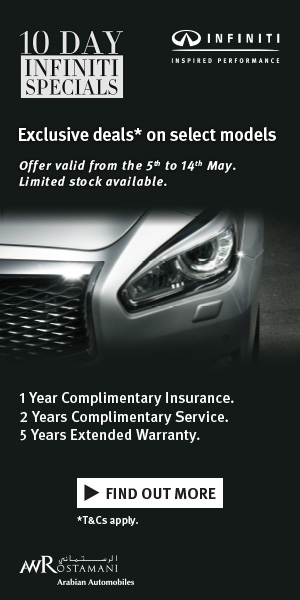 10 DAY
INFINITI
SPECIALS
INFINITI
INSPIRED PERFORMANCE
Exclusive deals* on select models
Offer valid from the 5th to 14th May.
Limited stock available.
1 Year Complimentary Insurance.
2 Years Complimentary Service.
5 Years Extended Warranty.
FIND OUT MORE
*T&Cs apply.
الرستماني
AWROSTAMANI
Arabian Automobiles